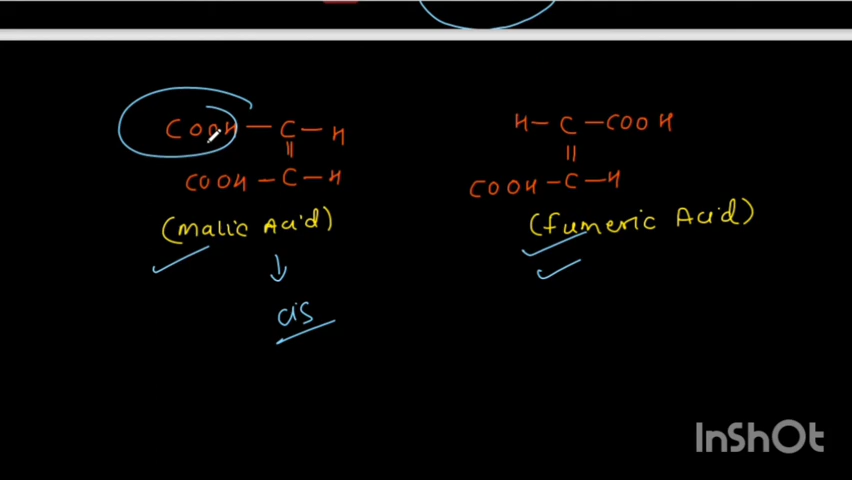 COOH — C — H
||
COOH — C — H
(Malic Acid)
↓
cis
H — C — COOH
||
COOH — C — H
(fumeric Acid)
InShOt